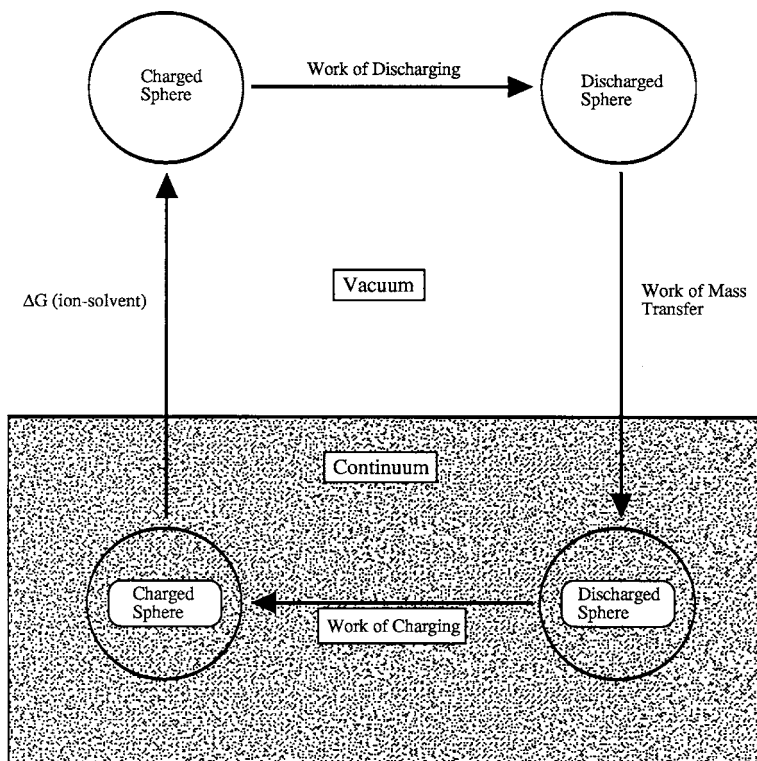 Charged
Sphere
Work of Discharging
Discharged
Sphere
ΔG (ion-solvent)
Vacuum
Work of Mass
Transfer
Continuum
Charged
Sphere
Work of Charging
Discharged
Sphere